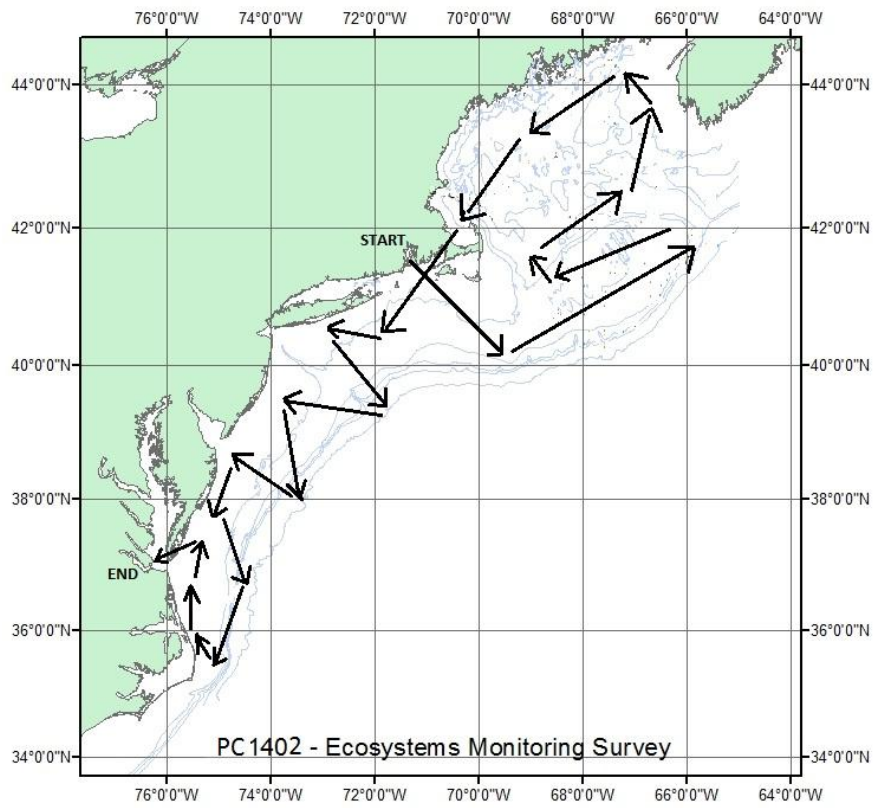 76°0'0"W 74°0'0"W 72°0'0"W 70°0'0"W 68°0'0"W 66°0'0"W 64°0'0"W
44°0'0"N 44°0'0"N
42°0'0"N 42°0'0"N
START
40°0'0"N 40°0'0"N
38°0'0"N 38°0'0"N
END
36°0'0"N 36°0'0"N
PC1402 - Ecosystems Monitoring Survey
34°0'0"N 34°0'0"N
76°0'0"W 74°0'0"W 72°0'0"W 70°0'0"W 68°0'0"W 66°0'0"W 64°0'0"W